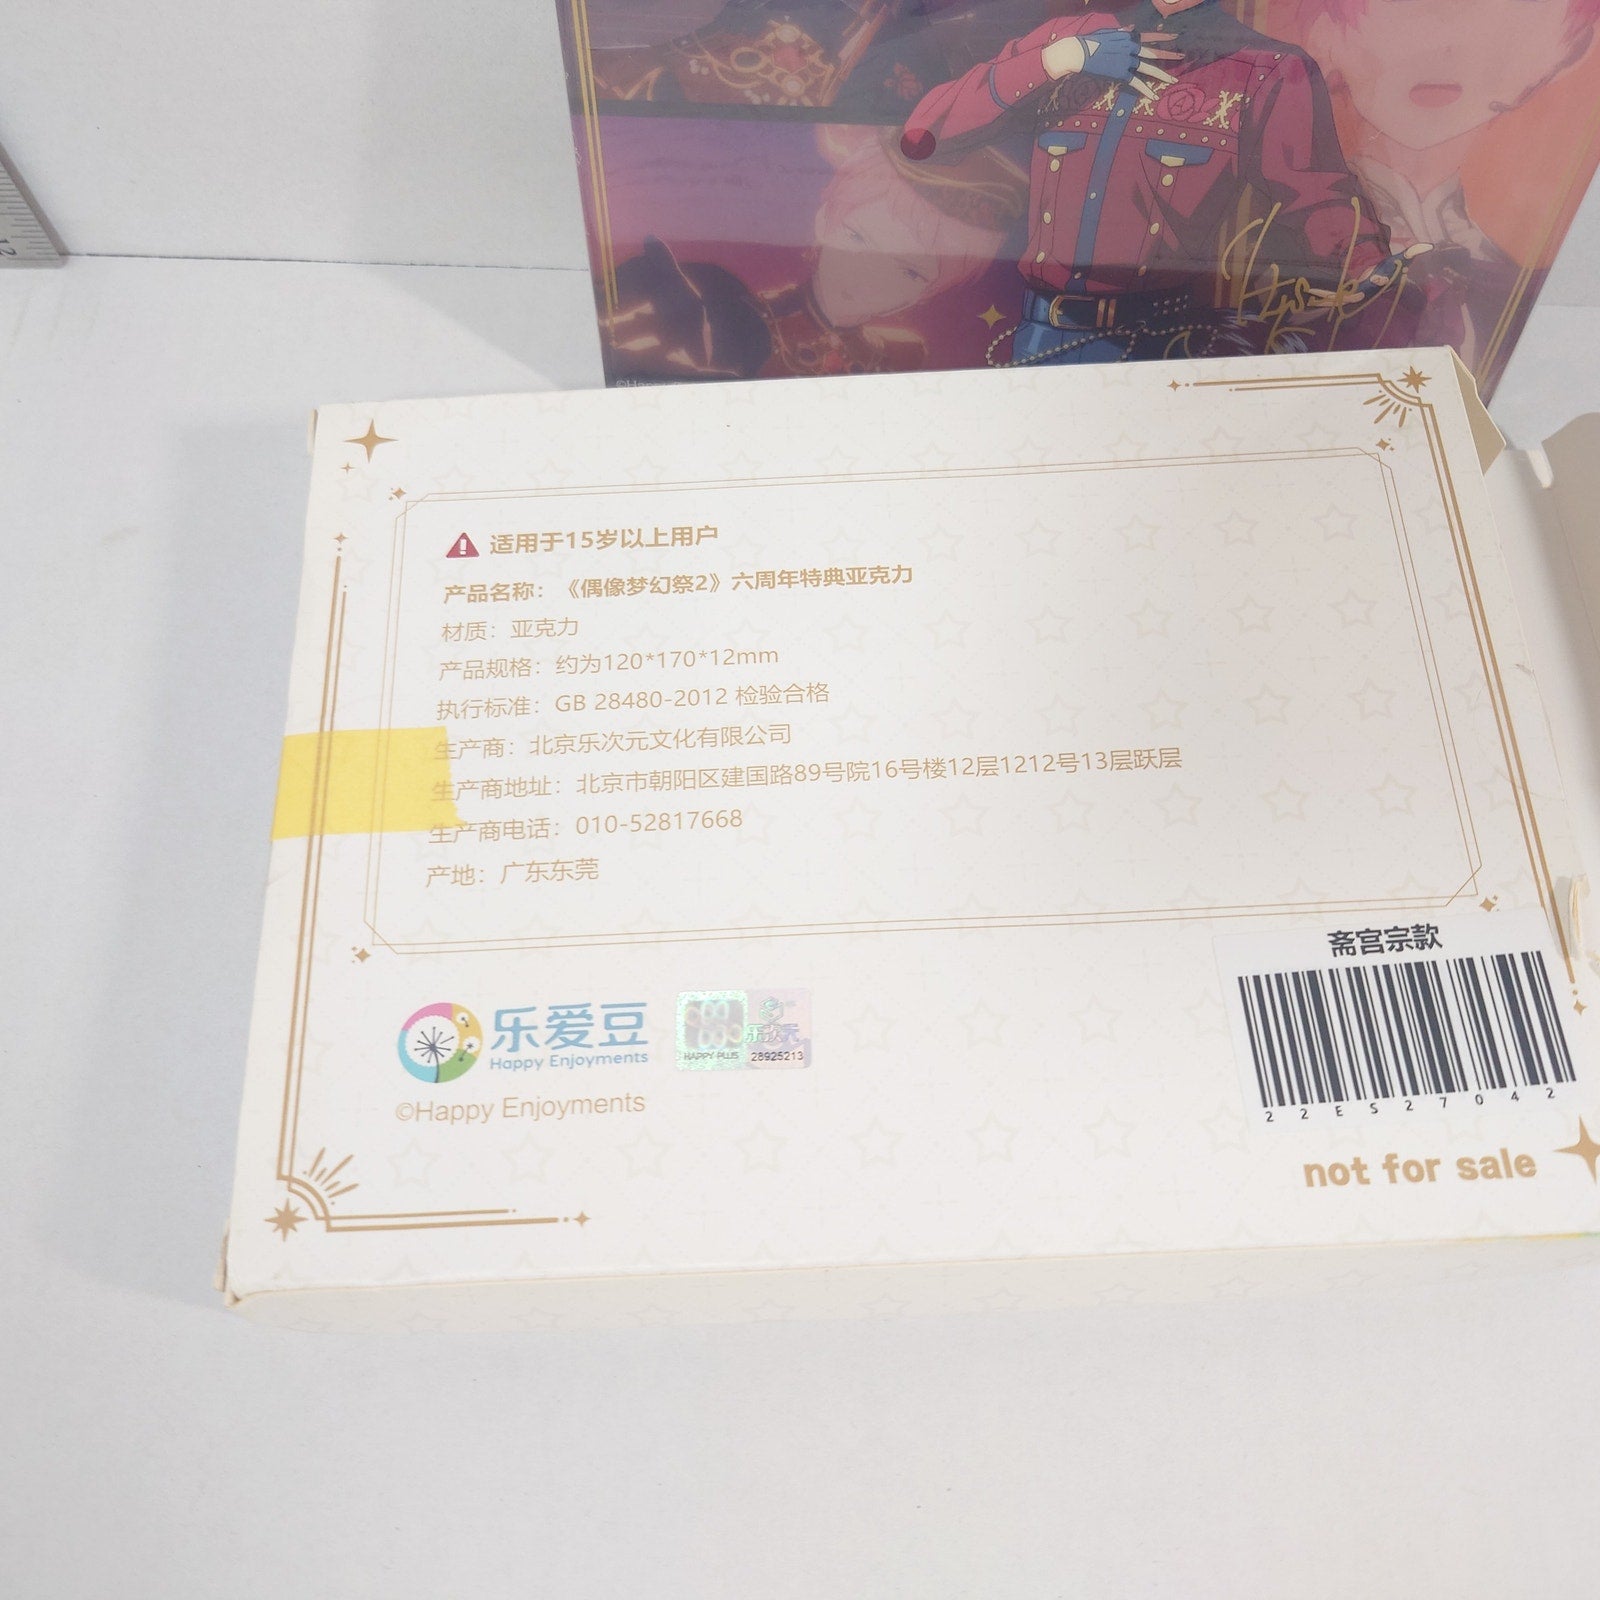 12
适用于15岁以上用户
产品名称：《偶像梦幻祭2》六周年特典亚克力
材质：亚克力
产品规格：约为120*170*12mm
执行标准：GB 28480-2012 检验合格
生产商：北京乐次元文化有限公司
生产商地址：北京市朝阳区建国路89号院16号楼12层1212号13层跃层
生产商电话：010-52817668
产地：广东东莞
斋宫宗款
22ES27042
乐爱豆
Happy Enjoyments
乐次元
HAPPY PLUS 28925213
©Happy Enjoyments
not for sale